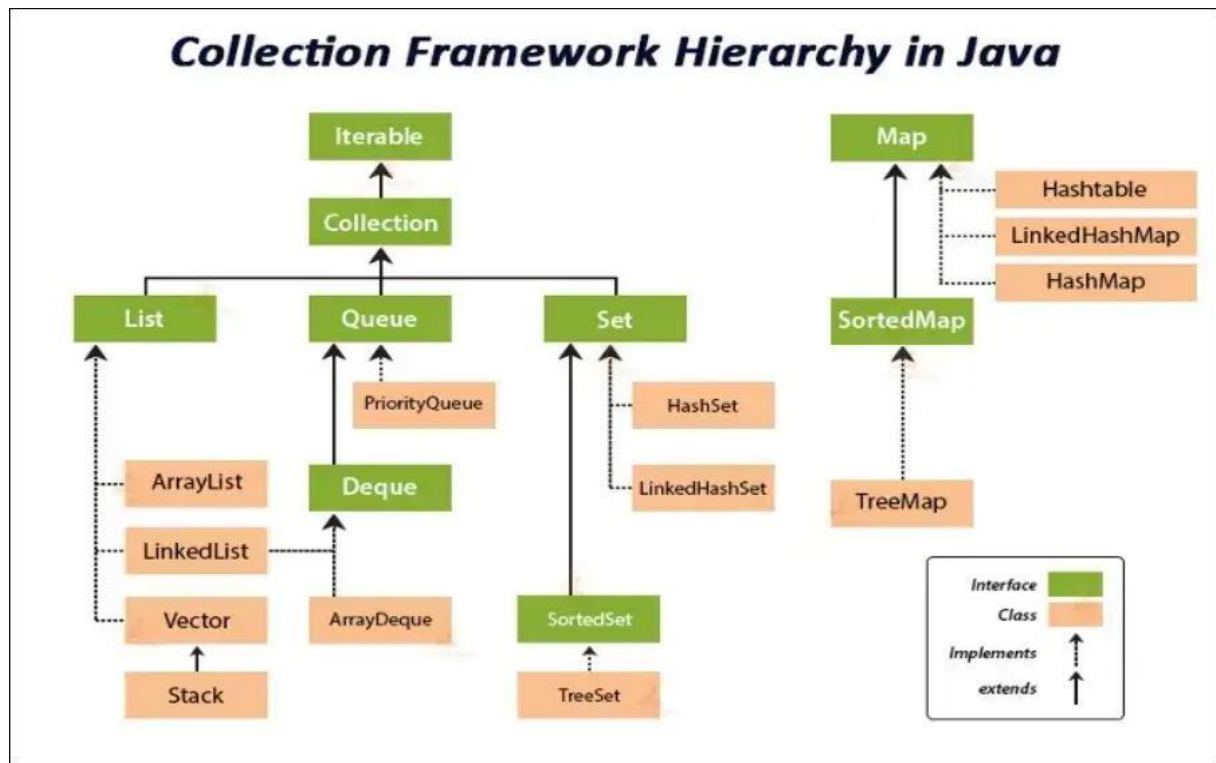 Collection Framework Hierarchy in Java
Iterable
Map
Hashtable
Collection
LinkedHashMap
HashMap
List
Queue
Set
SortedMap
PriorityQueue
HashSet
ArrayList
Deque
LinkedHashSet
TreeMap
LinkedList
Interface
Class
Vector
ArrayDeque
SortedSet
Implements
extends
Stack
TreeSet